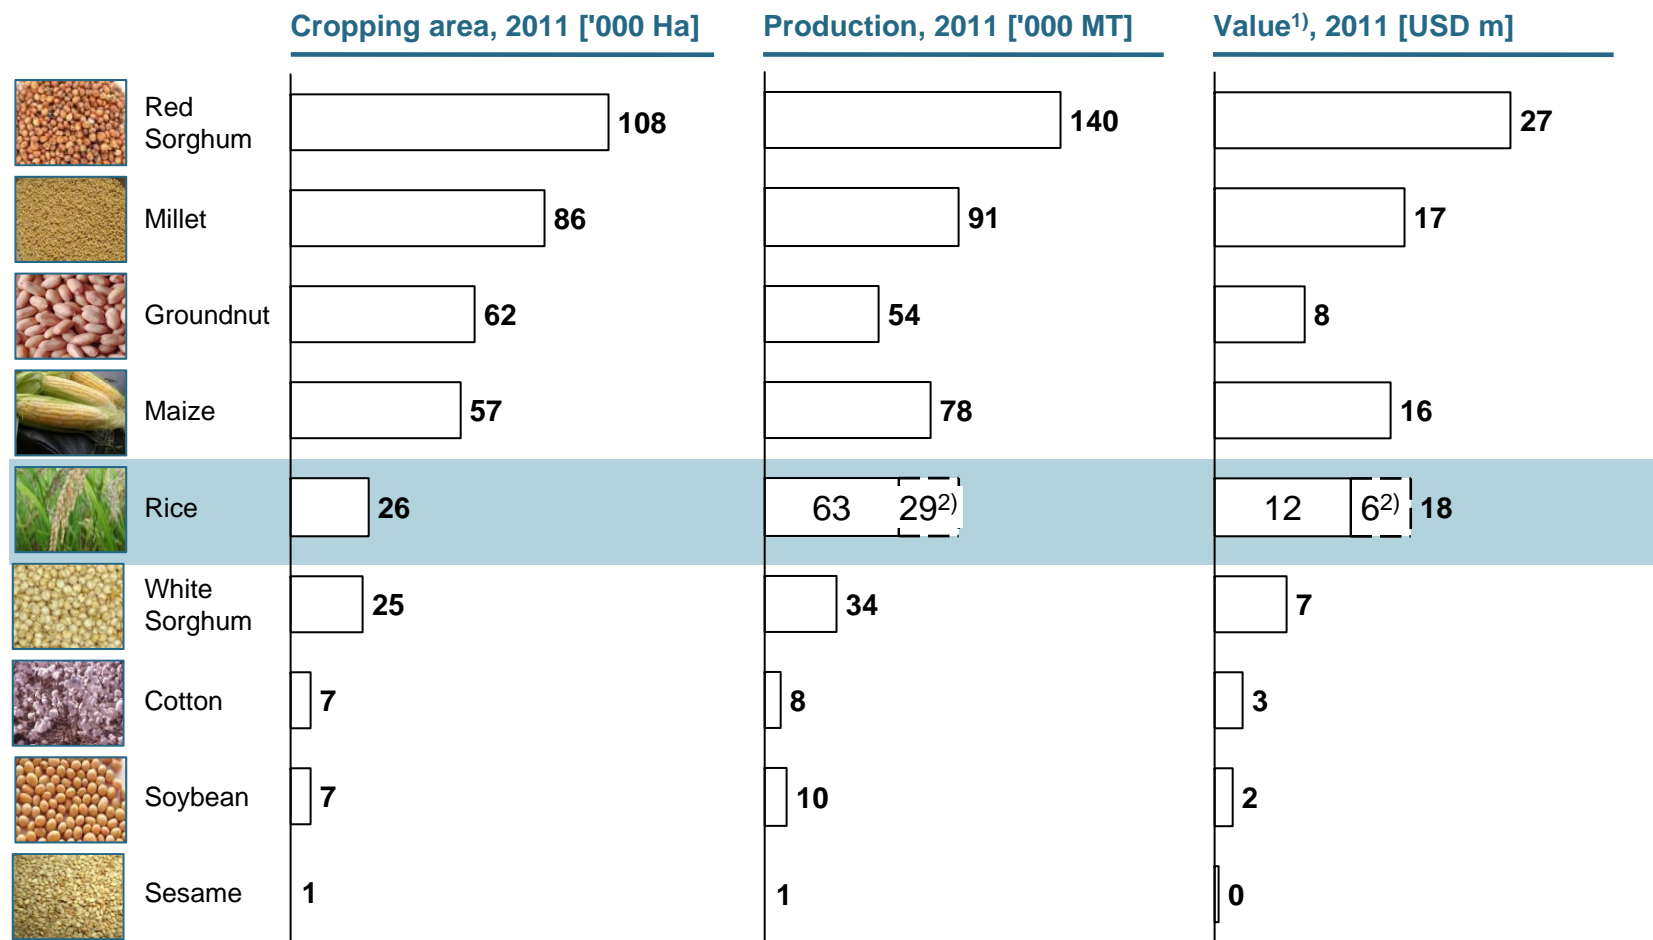 Cropping area, 2011 ['000 Ha]
Production, 2011 ['000 MT]
Value1), 2011 [USD m]
Red
Sorghum
108
140
27
Millet
86
91
17
Groundnut
62
54
8
Maize
57
78
16
Rice
26
63
292)
12
62)
18
White
Sorghum
25
34
7
Cotton
7
8
3
Soybean
7
10
2
Sesame
1
1
0